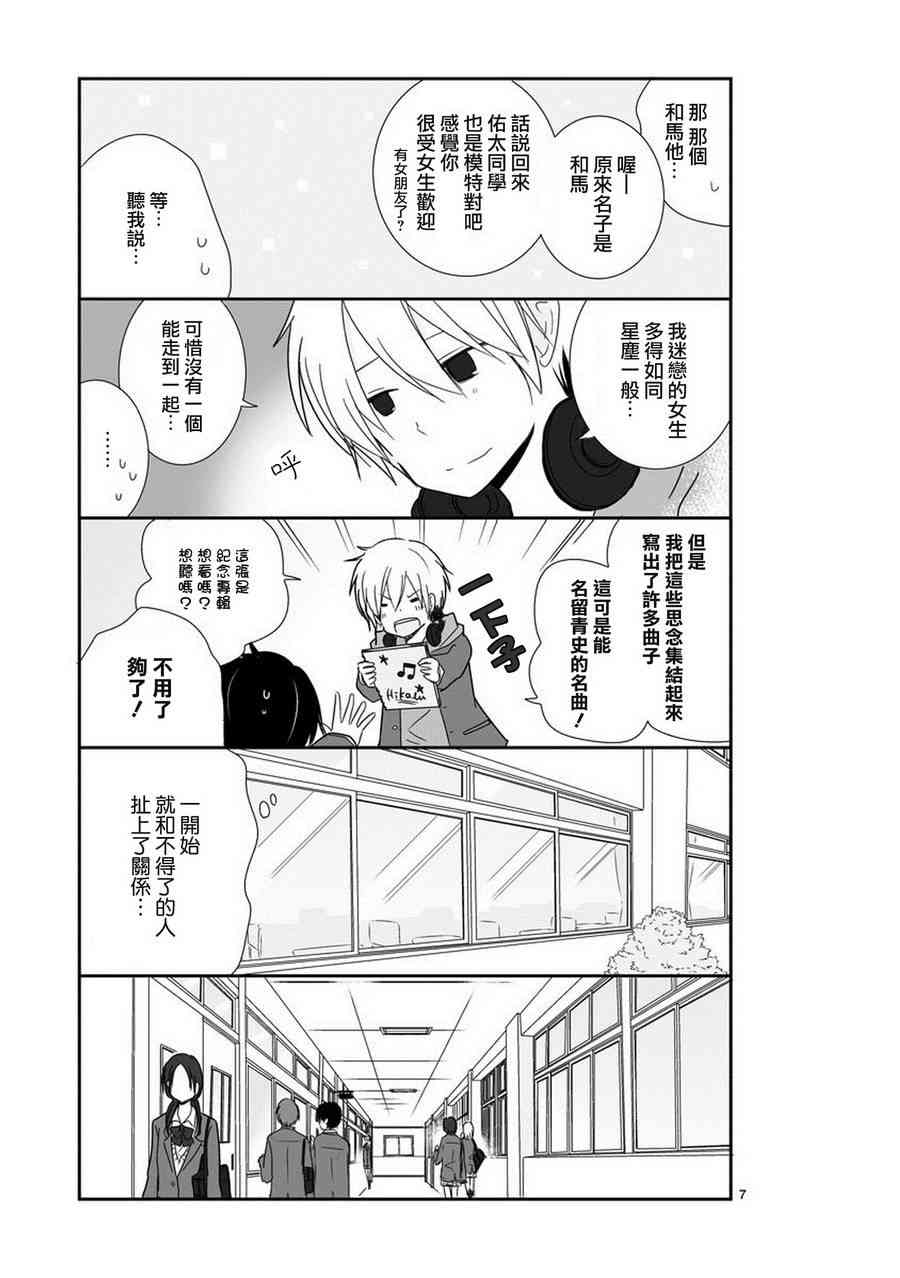 那 那個
和馬他…
喔—
原來名子是
和馬
話說回來
佑太同學
也是模特對吧
感覺你
很受女生歡迎
有女朋友了？
等…
聽我說…
我迷戀的女生
多得如同
星塵一般…
可惜沒有一個
能走到一起…
呼
……
但是
我把這些思念集結起來
寫出了許多曲子
這可是能
名留青史的名曲！
一下子
Hikaru
這張是
紀念專輯
想看嗎？
想聽嗎？
不用了
夠了！
一開始
就和不得了的人
扯上了關係…
7